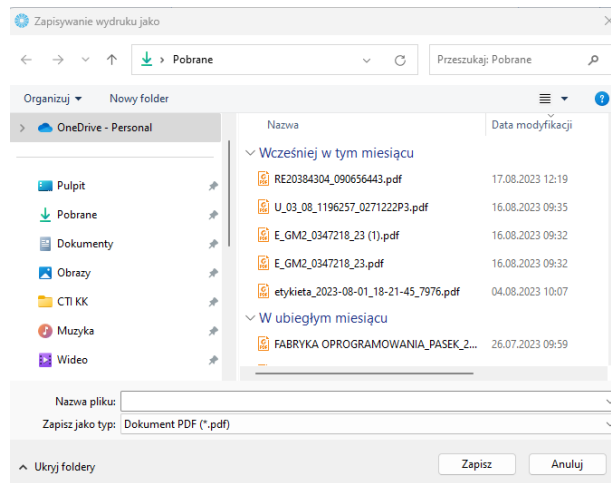 Zapisywanie wydruku jako
Pobrane
Przeszukaj: Pobrane
Organizuj
Nowy folder
OneDrive - Personal
Pulpit
Pobrane
Dokumenty
Obrazy
CTI KK
Muzyka
Wideo
Nazwa
Data modyfikacji
Wcześniej w tym miesiącu
RE20384304_090656443.pdf
17.08.2023 12:19
U_03_08_1196257_0271222P3.pdf
16.08.2023 09:35
E_GM2_0347218_23 (1).pdf
16.08.2023 09:32
E_GM2_0347218_23.pdf
16.08.2023 09:32
etykieta_2023-08-01_18-21-45_7976.pdf
04.08.2023 10:07
W ubiegłym miesiącu
FABRYKA OPROGRAMOWANIA_PASEK_2...
26.07.2023 09:59
Nazwa pliku:
Zapisz jako typ:
Dokument PDF (*.pdf)
Ukryj foldery
Zapisz
Anuluj